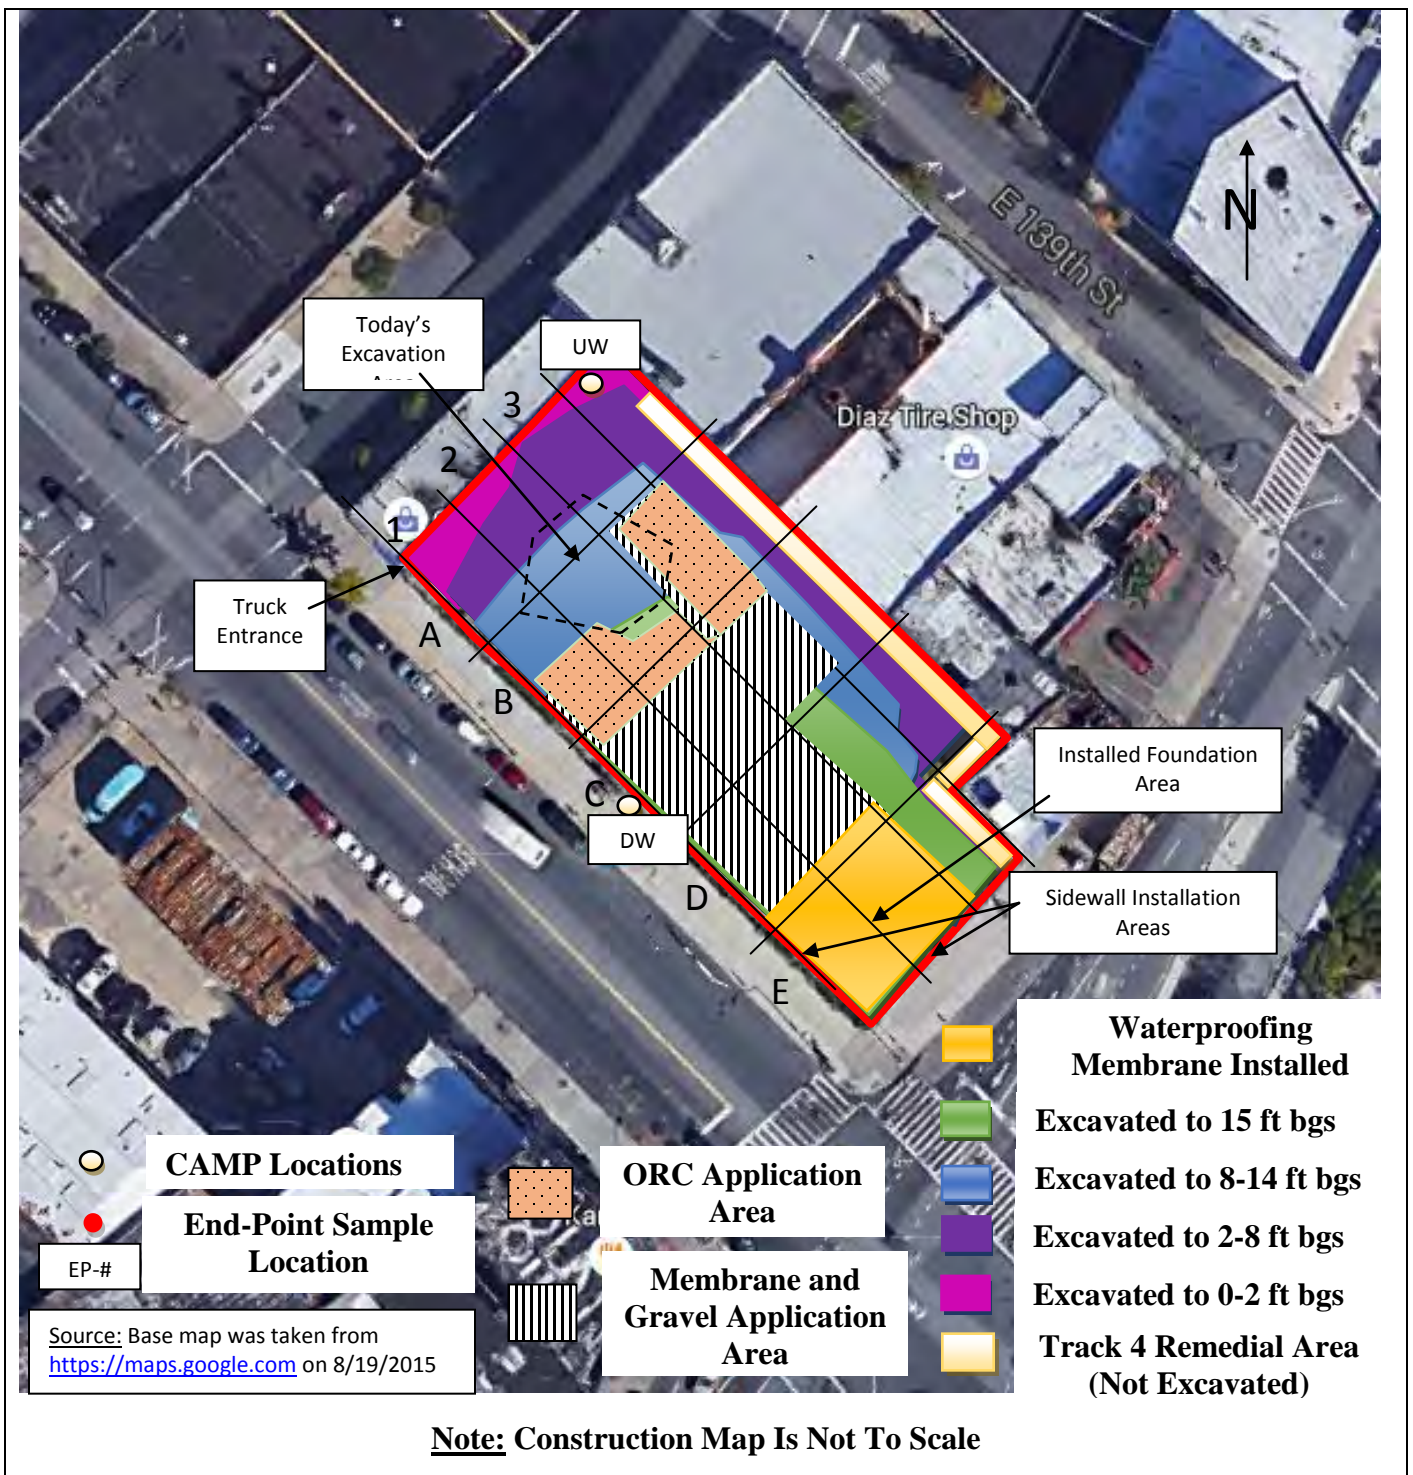 E 139th St
N
Today's
Excavation
UW
3
Diaz Tire Shop
2
1
Truck
Entrance
A
B
C
DW
D
E
Installed Foundation
Area
Sidewall Installation
Areas
Waterproofing
Membrane Installed
Excavated to 15 ft bgs
Excavated to 8-14 ft bgs
Excavated to 2-8 ft bgs
Excavated to 0-2 ft bgs
Track 4 Remedial Area
(Not Excavated)
CAMP Locations
End-Point Sample
Location
EP-#
ORC Application
Area
Membrane and
Gravel Application
Area
Source: Base map was taken from
https://maps.google.com on 8/19/2015
Note: Construction Map Is Not To Scale